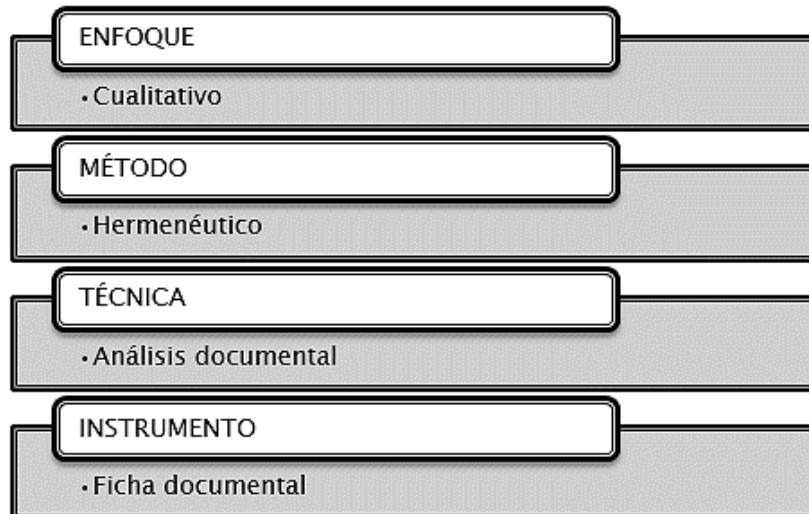 ENFOQUE
•Cualitativo
MÉTODO
•Hermenéutico
TÉCNICA
•Análisis documental
INSTRUMENTO
•Ficha documental